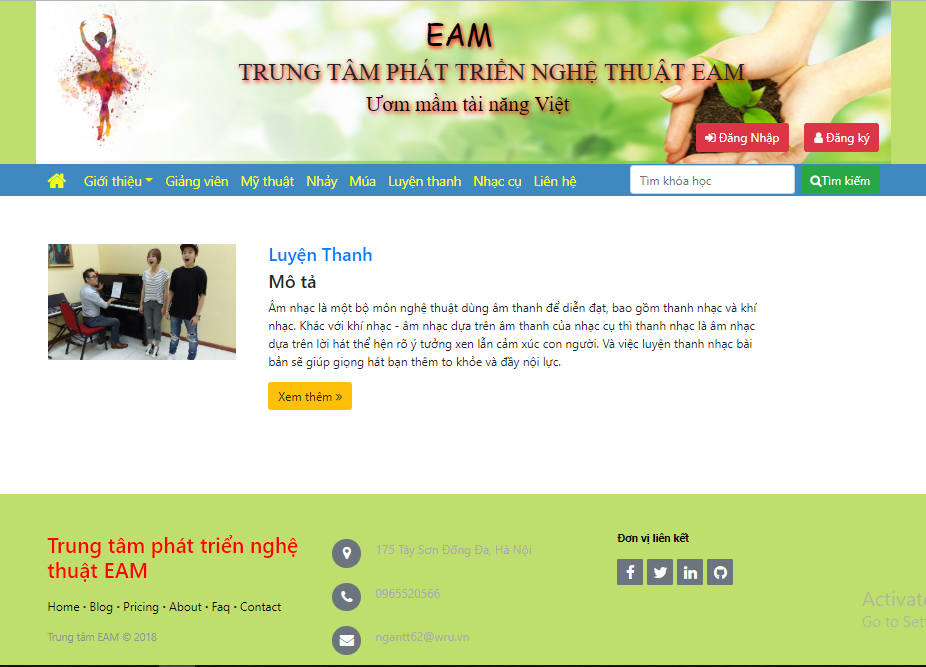 EAM
TRUNG TÂM PHÁT TRIỂN NGHỆ THUẬT EAM
Ươm mầm tài năng Việt
Đăng Nhập Đăng ký
Giới thiệu Giảng viên Mỹ thuật Nhảy Múa Luyện thanh Nhạc cụ Liên hệ Tìm khóa học Tìm kiếm
Luyện Thanh
Mô tả
Âm nhạc là một bộ môn nghệ thuật dùng âm thanh để diễn đạt, bao gồm thanh nhạc và khí
nhạc. Khác với khí nhạc - âm nhạc dựa trên âm thanh của nhạc cụ thì thanh nhạc là âm nhạc
dựa trên lời hát thể hện rõ ý tưởng xen lẫn cảm xúc con người. Và việc luyện thanh nhạc bài
bản sẽ giúp giọng hát bạn thêm to khỏe và đầy nội lực.
Xem thêm »
Trung tâm phát triển nghệ
thuật EAM
Home · Blog · Pricing · About · Faq · Contact
Trung tâm EAM © 2018
175 Tây Sơn Đống Đa, Hà Nội
0965520566
ngantt62@wru.vn
Đơn vị liên kết
Activate
Go to Set